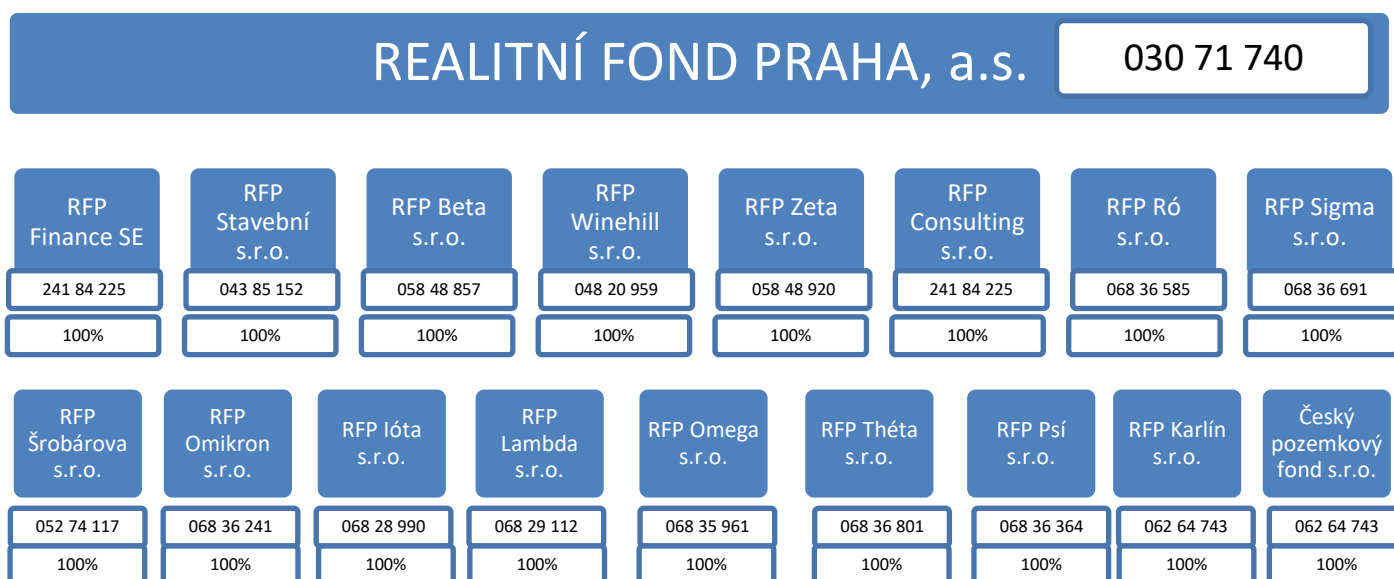 REALITNÍ FOND PRAHA, a.s.
030 71 740
RFP
Finance SE
241 84 225
100%
RFP
Stavební
s.r.o.
043 85 152
100%
RFP Beta
s.r.o.
058 48 857
100%
RFP
Winehill
s.r.o.
048 20 959
100%
RFP Zeta
s.r.o.
058 48 920
100%
RFP
Consulting
s.r.o.
241 84 225
100%
RFP Ró
s.r.o.
068 36 585
100%
RFP Sigma
s.r.o.
068 36 691
100%
RFP
Šrobárova
s.r.o.
052 74 117
100%
RFP
Omikron
s.r.o.
068 36 241
100%
RFP Ióta
s.r.o.
068 28 990
100%
RFP
Lambda
s.r.o.
068 29 112
100%
RFP Omega
s.r.o.
068 35 961
100%
RFP Théta
s.r.o.
068 36 801
100%
RFP Psí
s.r.o.
068 36 364
100%
RFP Karlín
s.r.o.
062 64 743
100%
Český
pozemkový
fond s.r.o.
062 64 743
100%